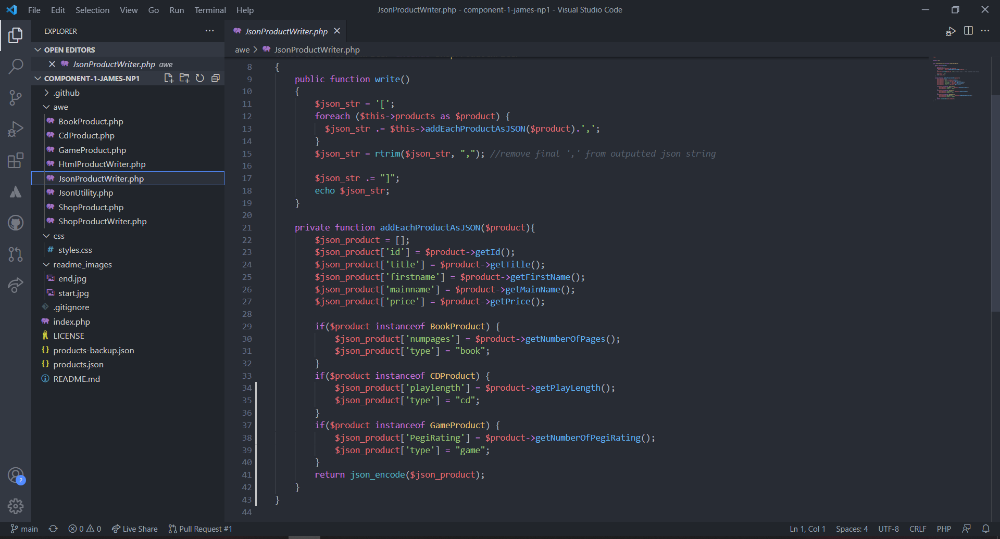 File Edit Selection View Go Run Terminal Help
JsonProductWriter.php - component-1-james-np1 - Visual Studio Code
EXPLORER
OPEN EDITORS
JsonProductWriter.php awe
COMPONENT-1-JAMES-NP1
.github
awe
BookProduct.php
CdProduct.php
GameProduct.php
HtmlProductWriter.php
JsonProductWriter.php
JsonUtility.php
ShopProduct.php
ShopProductWriter.php
css
styles.css
readme_images
end.jpg
start.jpg
.gitignore
index.php
LICENSE
products-backup.json
products.json
README.md
2
JsonProductWriter.php
awe > JsonProductWriter.php
8 {
9 public function write()
10 {
11 $json_str = '[';
12 foreach ($this->products as $product) {
13 $json_str .= $this->addEachProductAsJSON($product).',';
14 }
15 $json_str = rtrim($json_str, ","); //remove final ',' from outputted json string
16
17 $json_str .= "]";
18 echo $json_str;
19 }
20
21 private function addEachProductAsJSON($product){
22 $json_product = [];
23 $json_product['id'] = $product->getId();
24 $json_product['title'] = $product->getTitle();
25 $json_product['firstname'] = $product->getFirstName();
26 $json_product['mainname'] = $product->getMainName();
27 $json_product['price'] = $product->getPrice();
28
29 if($product instanceof BookProduct) {
30 $json_product['numpages'] = $product->getNumberOfPages();
31 $json_product['type'] = "book";
32 }
33 if($product instanceof CDProduct) {
34 $json_product['playlength'] = $product->getPlayLength();
35 $json_product['type'] = "cd";
36 }
37 if($product instanceof GameProduct) {
38 $json_product['PegiRating'] = $product->getNumberOfPegiRating();
39 $json_product['type'] = "game";
40 }
41 return json_encode($json_product);
42 }
43 }
44
main 0 0 Live Share Pull Request #1 Ln 1, Col 1 Spaces: 4 UTF-8 CRLF PHP